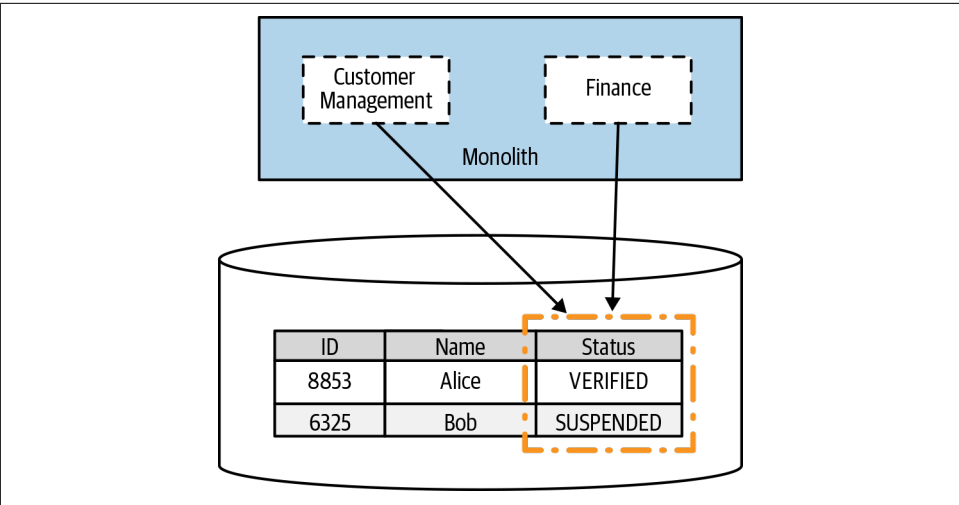 Customer
Management
Finance
Monolith
ID Name Status
8853 Alice VERIFIED
6325 Bob SUSPENDED